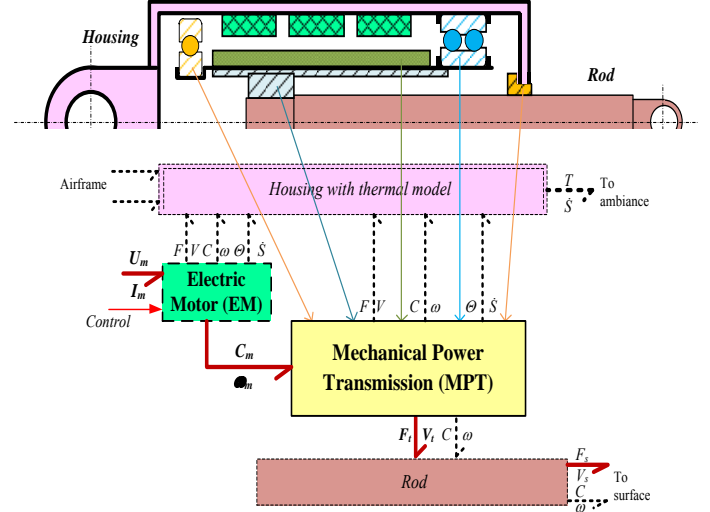 Housing
Rod
Airframe
Housing with thermal model
T
Ṡ
To
ambiance
F V C ω Θ Ṡ
U_m
I_m
Control
Electric
Motor (EM)
F V C ω Θ Ṡ
C_m
ω_m
Mechanical Power
Transmission (MPT)
F_t V_t C ω
Rod
F_s
V_s
C
ω
To
surface